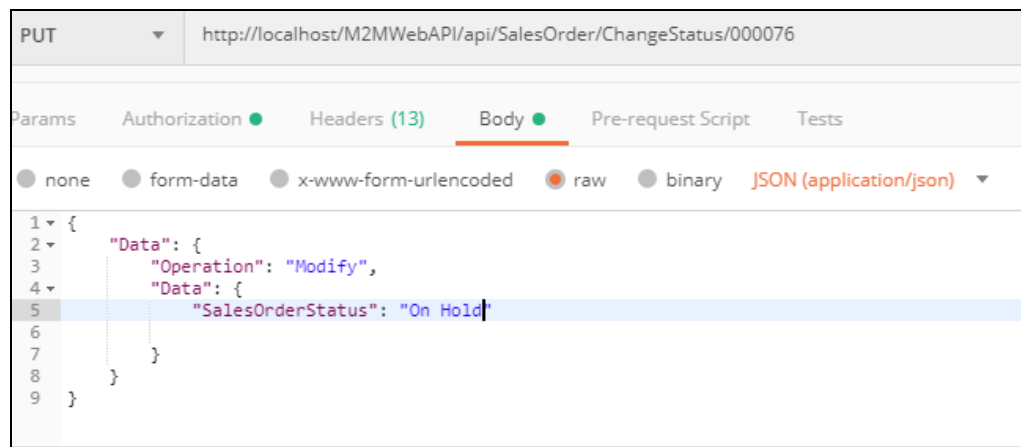 PUT http://localhost/M2MWebAPI/api/SalesOrder/ChangeStatus/000076
Params Authorization Headers (13) Body Pre-request Script Tests
none form-data x-www-form-urlencoded raw binary JSON (application/json)
1 {
2 "Data": {
3 "Operation": "Modify",
4 "Data": {
5 "SalesOrderStatus": "On Hold"
6
7 }
8 }
9 }